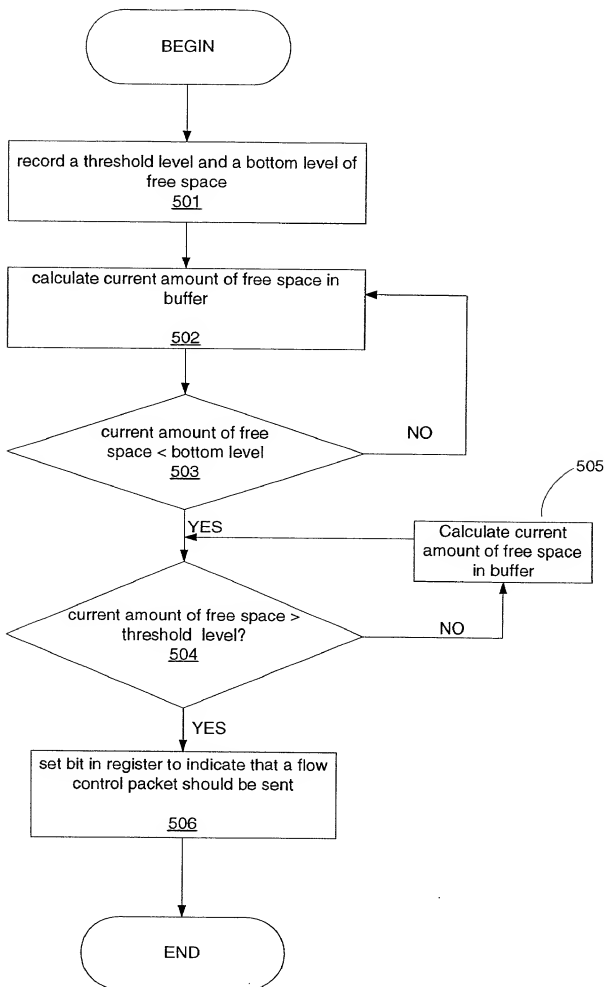 BEGIN
record a threshold level and a bottom level of
free space
501
calculate current amount of free space in
buffer
502
current amount of free
space < bottom level
503
NO
505
YES
Calculate current
amount of free space
in buffer
current amount of free space >
threshold level?
504
NO
YES
set bit in register to indicate that a flow
control packet should be sent
506
END